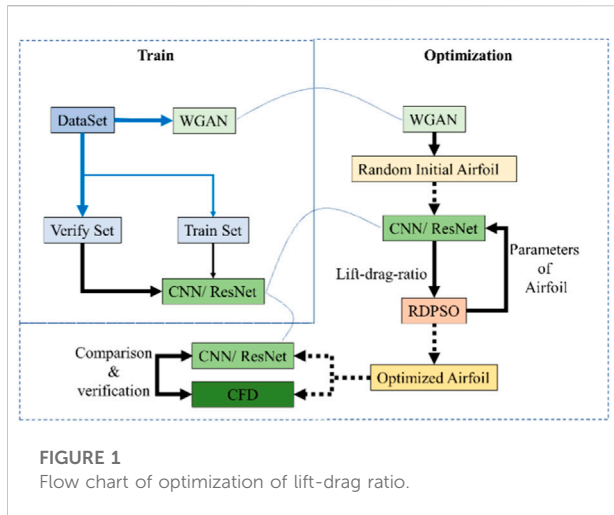 Train
Optimization
DataSet
WGAN
WGAN
Random Initial Airfoil
Verify Set
Train Set
CNN/ ResNet
CNN/ ResNet
Lift-drag-ratio
Parameters
of
Airfoil
RDPSO
Comparison
&
verification
CNN/ ResNet
CFD
Optimized Airfoil
FIGURE 1
Flow chart of optimization of lift-drag ratio.